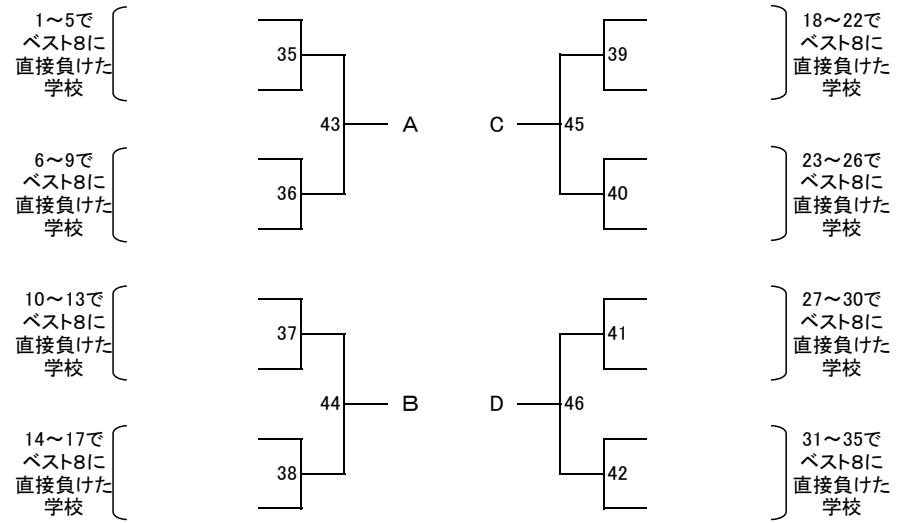 1～5で
ベスト8に
直接負けた
学校
35
43
A
6～9で
ベスト8に
直接負けた
学校
36
10～13で
ベスト8に
直接負けた
学校
37
44
B
14～17で
ベスト8に
直接負けた
学校
38
18～22で
ベスト8に
直接負けた
学校
39
C
45
23～26で
ベスト8に
直接負けた
学校
40
27～30で
ベスト8に
直接負けた
学校
41
D
46
31～35で
ベスト8に
直接負けた
学校
42